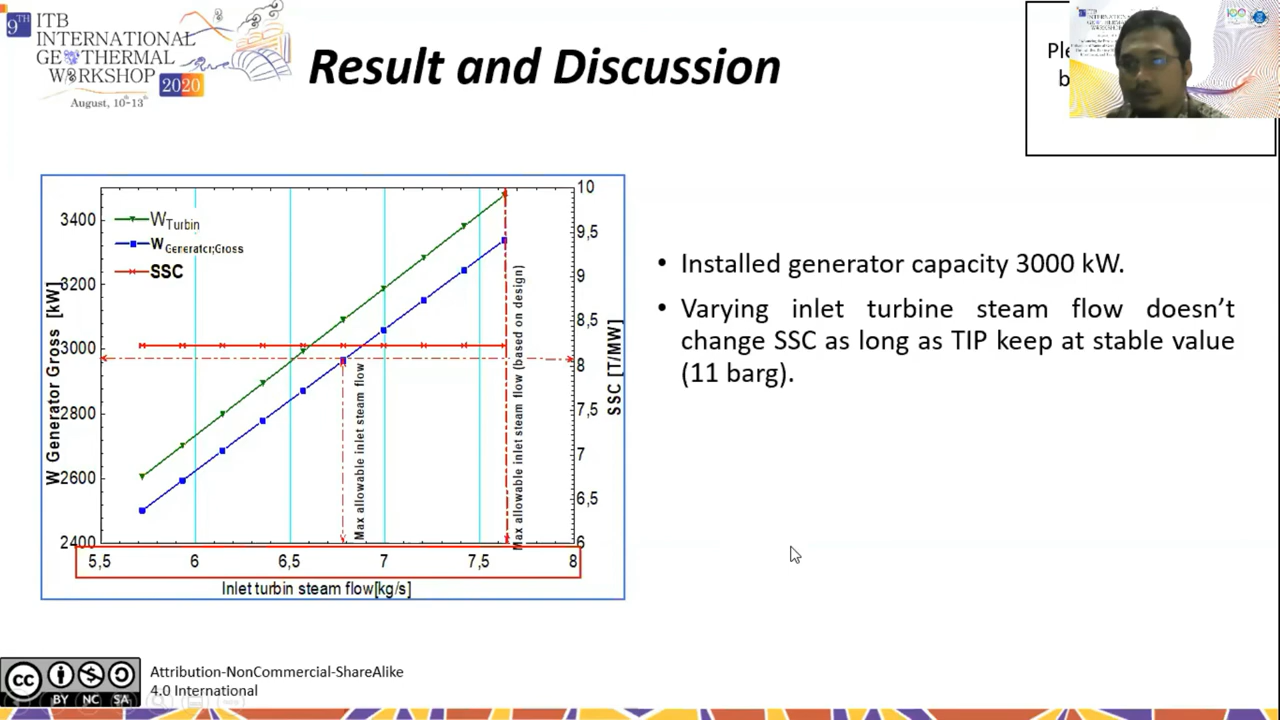 9TH
ITB
INTERNATIONAL
GEOTHERMAL
WORKSHOP
2020
August, 10th-13th
Result and Discussion
Ple
b
W Turbin
W Generator;Gross
SSC
3400
3200
3000
2800
2600
2400
W Generator Gross [kW]
10
9,5
9
8,5
8
7,5
7
6,5
6
SSC [T/MW]
Max allowable inlet steam flow
Max allowable inlet steam flow (based on design)
5,5 6 6,5 7 7,5 8
Inlet turbin steam flow[kg/s]
• Installed generator capacity 3000 kW.
• Varying inlet turbine steam flow doesn't
change SSC as long as TIP keep at stable value
(11 barg).
cc
BY NC SA
Attribution-NonCommercial-ShareAlike
4.0 International